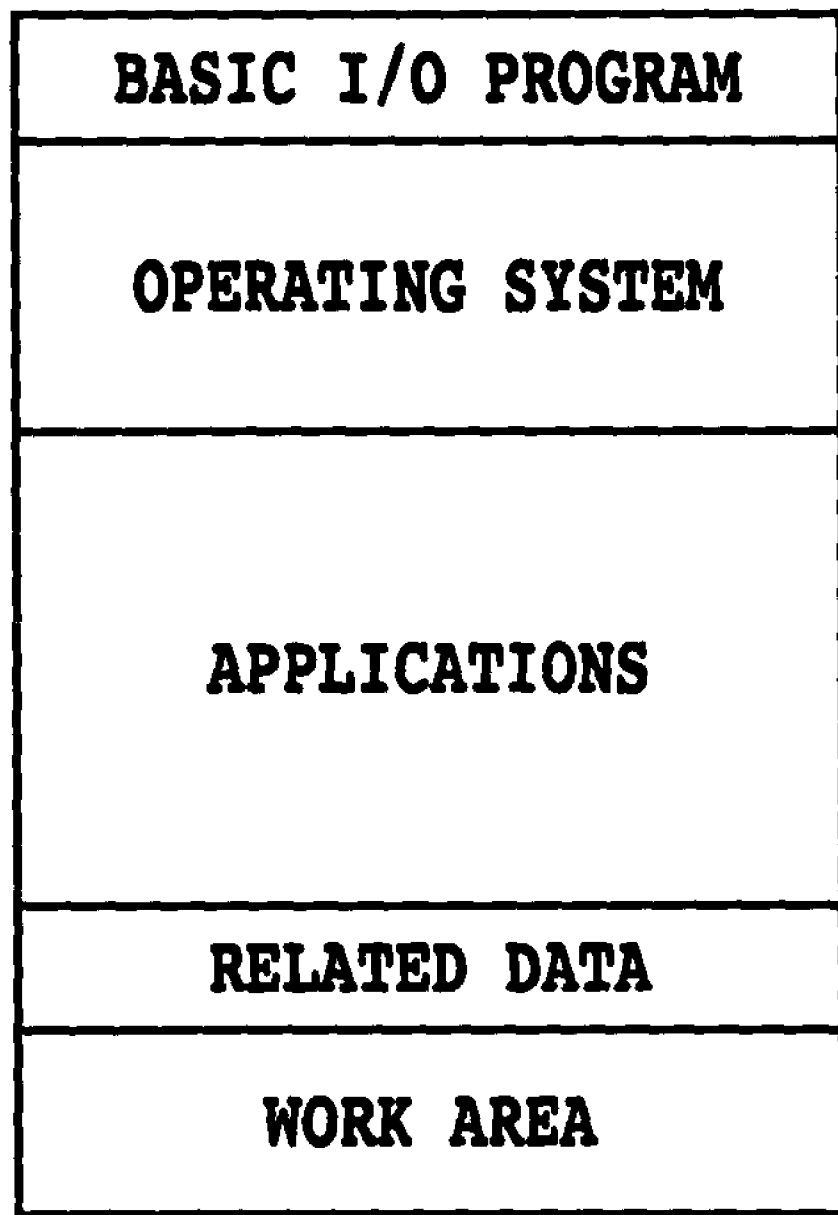 BASIC I/O PROGRAM
OPERATING SYSTEM
APPLICATIONS
RELATED DATA
WORK AREA